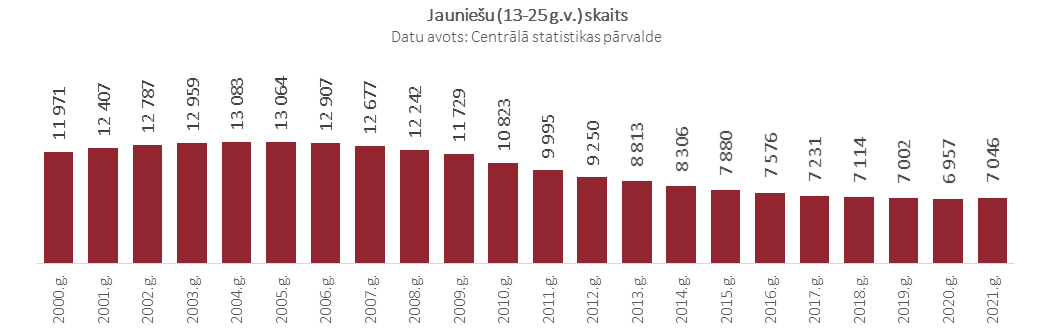 Jauniešu (13-25 g.v.) skaits
Datu avots: Centrālā statistikas pārvalde
11 971
12 407
12 787
12 959
13 083
13 064
12 907
12 677
12 242
11 729
10 823
9 995
9 250
8 813
8 306
7 880
7 576
7 231
7 114
7 002
6 957
7 046
2000.g.
2001.g.
2002.g.
2003.g.
2004.g.
2005.g.
2006.g.
2007.g.
2008.g.
2009.g.
2010.g.
2011.g.
2012.g.
2013.g.
2014.g.
2015.g.
2016.g.
2017.g.
2018.g.
2019.g.
2020.g.
2021.g.